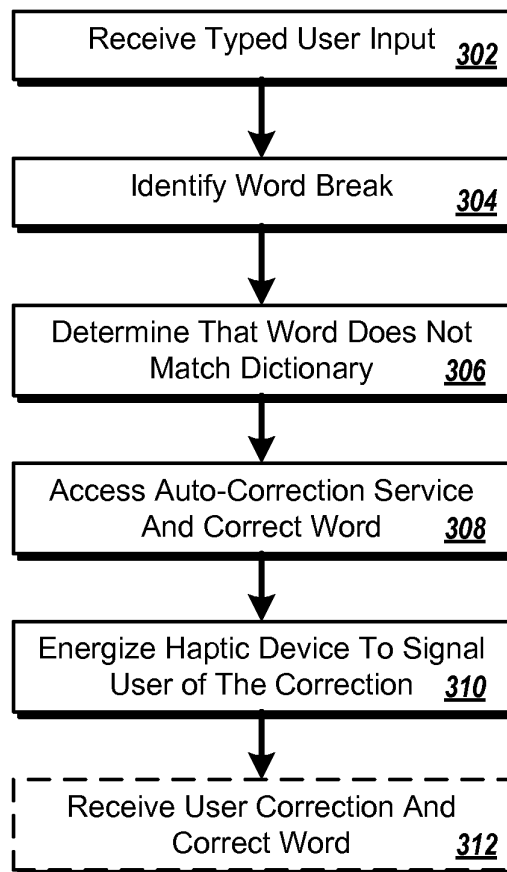 Receive Typed User Input
302
Identify Word Break
304
Determine That Word Does Not
Match Dictionary 306
Access Auto-Correction Service
And Correct Word 308
Energize Haptic Device To Signal
User of The Correction 310
Receive User Correction And
Correct Word 312